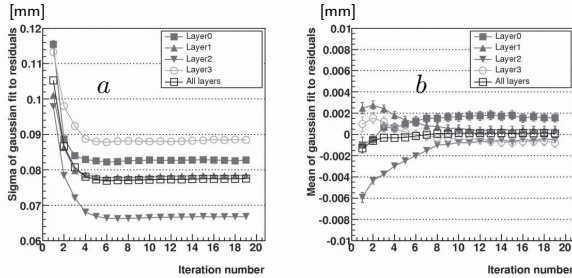 [mm]
Sigma of gaussian fit to residuals
0.12
0.11
0.1
0.09
0.08
0.07
0.06
a
Layer0
Layer1
Layer2
Layer3
All layers
0 2 4 6 8 10 12 14 16 18 20
Iteration number
[mm]
Mean of gaussian fit to residuals
0.01
0.008
0.006
0.004
0.002
0
-0.002
-0.004
-0.006
-0.008
-0.01
b
Layer0
Layer1
Layer2
Layer3
All layers
0 2 4 6 8 10 12 14 16 18 20
Iteration number